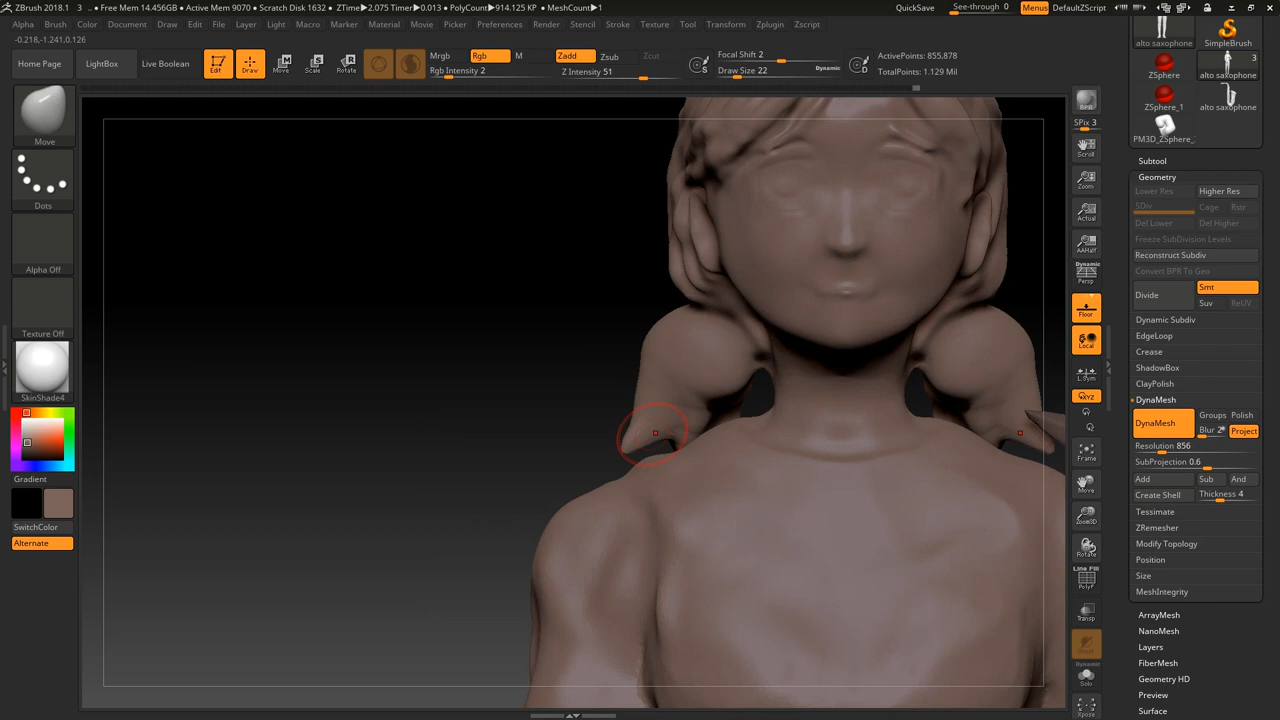 ZBrush 2018.1 3 .. • Free Mem 14.456GB • Active Mem 9070 • Scratch Disk 1632 • ZTime▶2.075 Timer▶0.013 • PolyCount▶914.125 KP • MeshCount▶1
QuickSave See-through 0 Menus DefaultZScript
Alpha Brush Color Document Draw Edit File Layer Light Macro Marker Material Movie Picker Preferences Render Stencil Stroke Texture Tool Transform Zplugin Zscript
-0.218,-1.241,0.126
Home Page LightBox Live Boolean Edit Draw Move Scale Rotate
Mrgb Rgb M Zadd Zsub Zcut
Rgb Intensity 2 Z Intensity 51
Focal Shift 2
Draw Size 22 Dynamic
ActivePoints: 855.878
TotalPoints: 1.129 Mil
S
D
Move
Dots
Alpha Off
Texture Off
SkinShade4
Gradient
SwitchColor
Alternate
BPR
SPix 3
Scroll
Zoom
Actual
AAHalf
Dynamic
Persp
Floor
Local
L.Sym
XYZ
Frame
Move
Zoom3D
Rotate
Line Fill
PolyF
Transp
Dynamic
Solo
Xpose
alto saxophone SimpleBrush
3
ZSphere alto saxophone
ZSphere_1 alto saxophone
PM3D_ZSphere_
Subtool
Geometry
Lower Res Higher Res
SDiv Cage Rstr
Del Lower Del Higher
Freeze SubDivision Levels
Reconstruct Subdiv
Convert BPR To Geo
Divide Smt
Suv ReUV
Dynamic Subdiv
EdgeLoop
Crease
ShadowBox
ClayPolish
DynaMesh
DynaMesh Groups Polish
Blur 2 Project
Resolution 856
SubProjection 0.6
Add Sub And
Create Shell Thickness 4
Tessimate
ZRemesher
Modify Topology
Position
Size
MeshIntegrity
ArrayMesh
NanoMesh
Layers
FiberMesh
Geometry HD
Preview
Surface